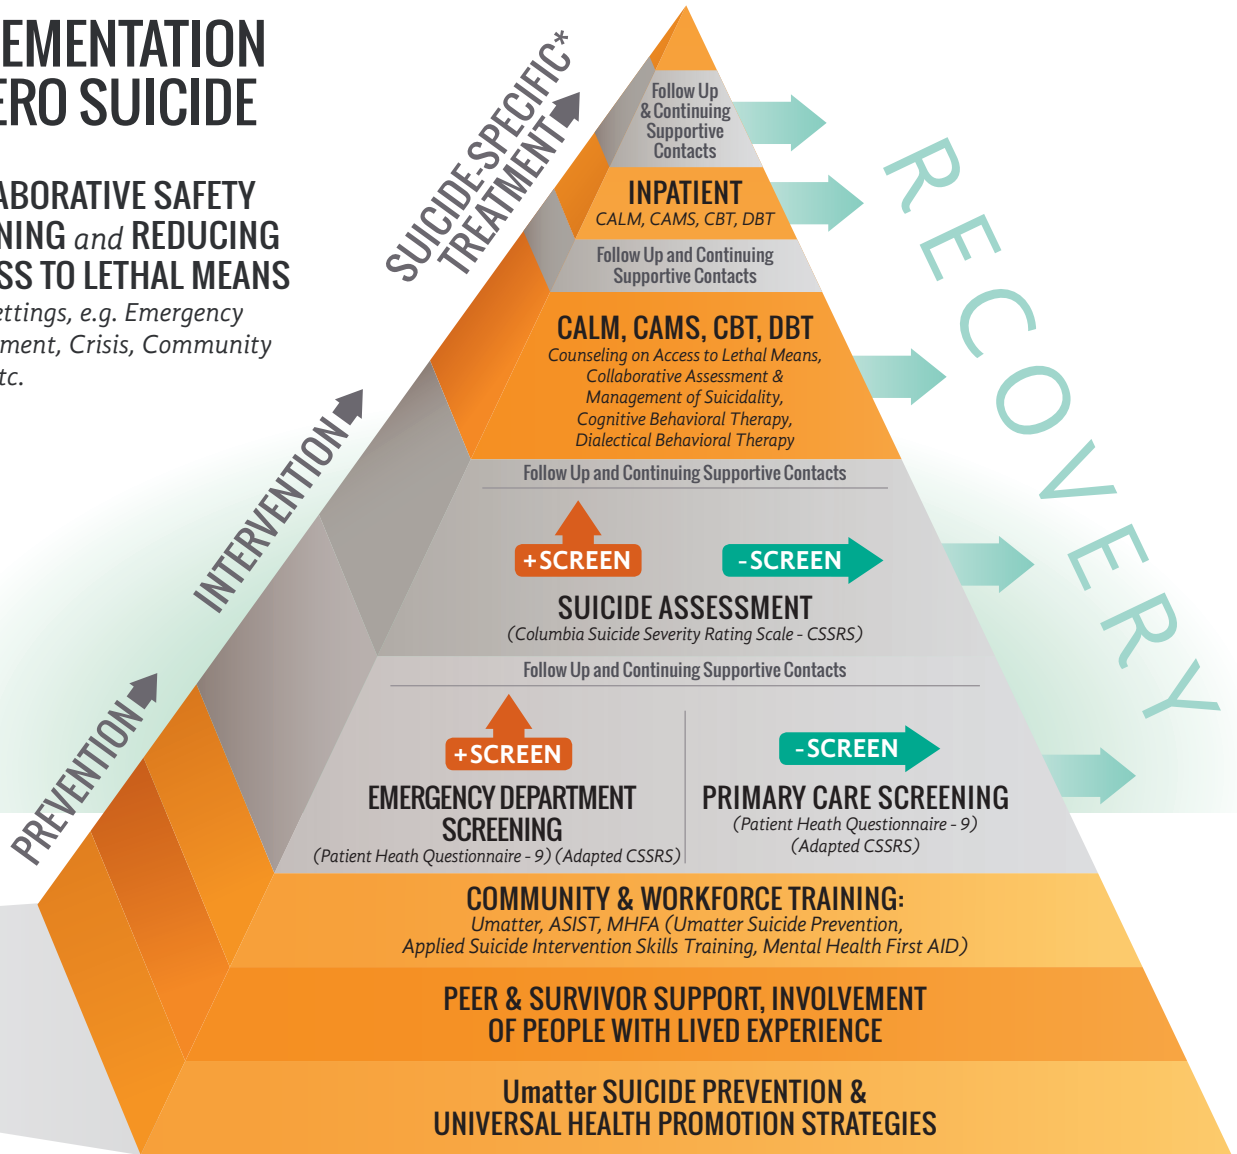 EMENTATION
ERO SUICIDE
ABORATIVE SAFETY
NING and REDUCING
SS TO LETHAL MEANS
ettings, e.g. Emergency
ment, Crisis, Community
tc.
SUICIDE-SPECIFIC*
TREATMENT
INTERVENTION
PREVENTION
Follow Up
& Continuing
Supportive
Contacts
INPATIENT
CALM, CAMS, CBT, DBT
Follow Up and Continuing
Supportive Contacts
CALM, CAMS, CBT, DBT
Counseling on Access to Lethal Means,
Collaborative Assessment &
Management of Suicidality,
Cognitive Behavioral Therapy,
Dialectical Behavioral Therapy
Follow Up and Continuing Supportive Contacts
+SCREEN
-SCREEN
SUICIDE ASSESSMENT
(Columbia Suicide Severity Rating Scale - CSSRS)
Follow Up and Continuing Supportive Contacts
+SCREEN
EMERGENCY DEPARTMENT
SCREENING
(Patient Heath Questionnaire - 9) (Adapted CSSRS)
-SCREEN
PRIMARY CARE SCREENING
(Patient Heath Questionnaire - 9)
(Adapted CSSRS)
COMMUNITY & WORKFORCE TRAINING:
Umatter, ASIST, MHFA (Umatter Suicide Prevention,
Applied Suicide Intervention Skills Training, Mental Health First AID)
PEER & SURVIVOR SUPPORT, INVOLVEMENT
OF PEOPLE WITH LIVED EXPERIENCE
Umatter SUICIDE PREVENTION &
UNIVERSAL HEALTH PROMOTION STRATEGIES
RECOVERY